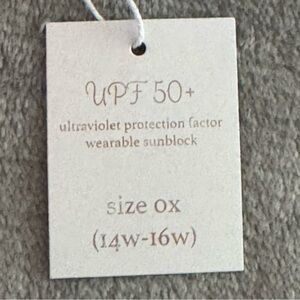 UPF 50+
ultraviolet protection factor
wearable sunblock
size 0x
(14w-16w)